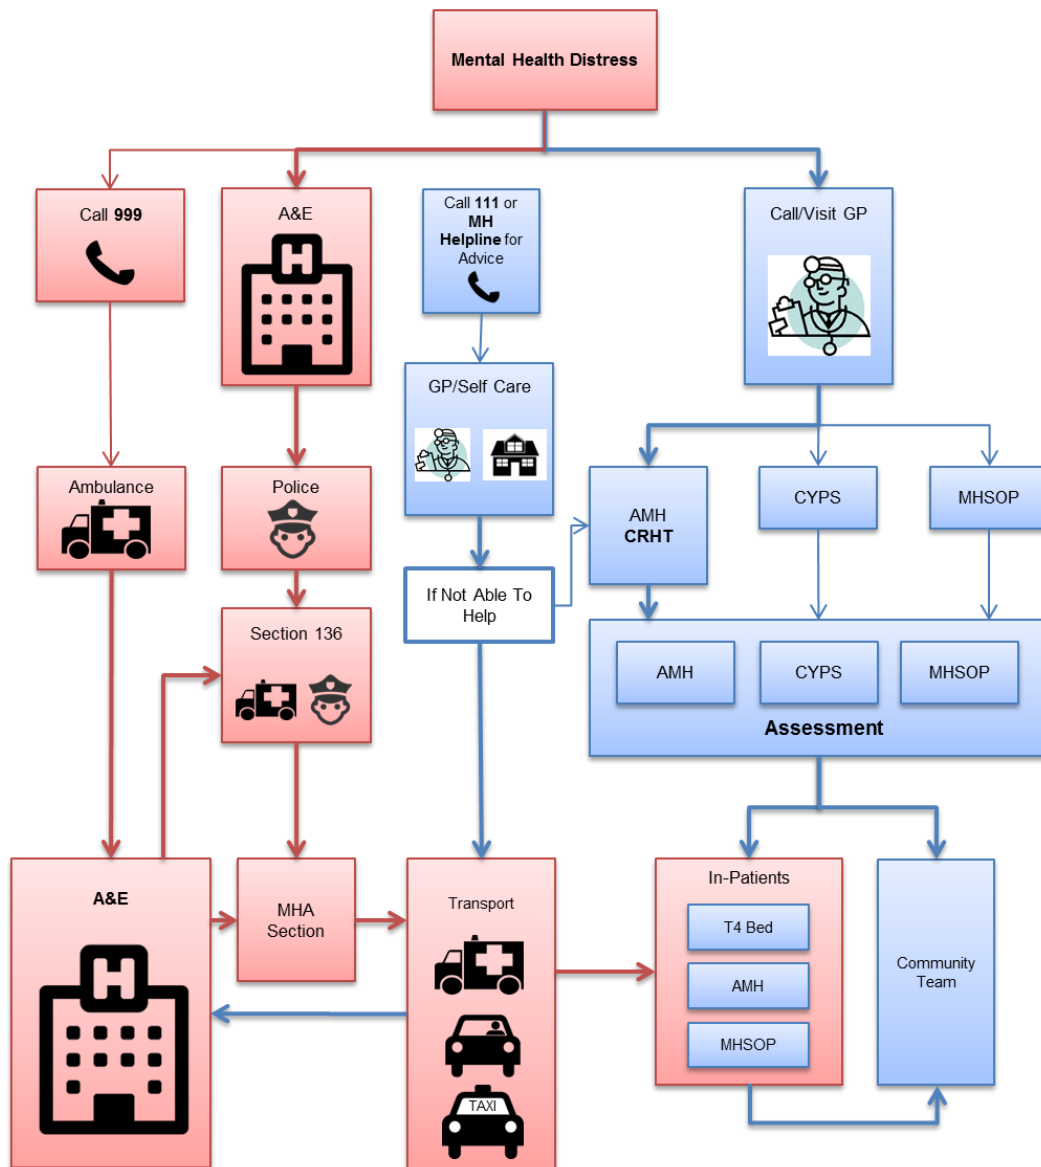 Mental Health Distress
Call 999
A&E
H
Call 111 or
MH
Helpline for
Advice
Call/Visit GP
GP/Self Care
Ambulance
Police
AMH
CRHT
CYPS
MHSOP
If Not Able To
Help
Section 136
AMH
CYPS
MHSOP
Assessment
A&E
H
MHA
Section
Transport
TAXI
In-Patients
T4 Bed
AMH
MHSOP
Community
Team